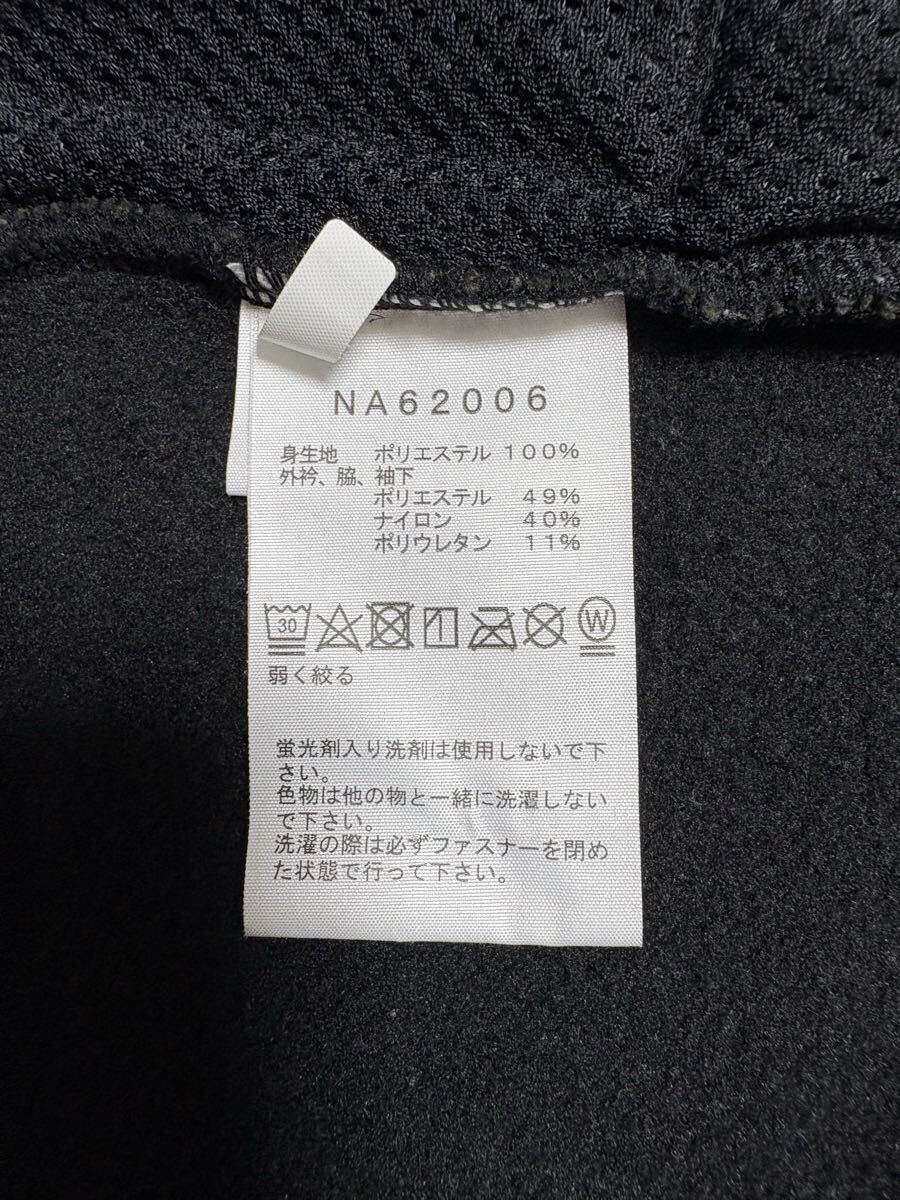 NA62006
身生地 ポリエステル 100%
外衿、脇、袖下
ポリエステル 49%
ナイロン 40%
ポリウレタン 11%
30 W
弱く絞る
蛍光剤入り洗剤は使用しないで下
さい。
色物は他の物と一緒に洗濯しない
で下さい。
洗濯の際は必ずファスナーを閉め
た状態で行って下さい。